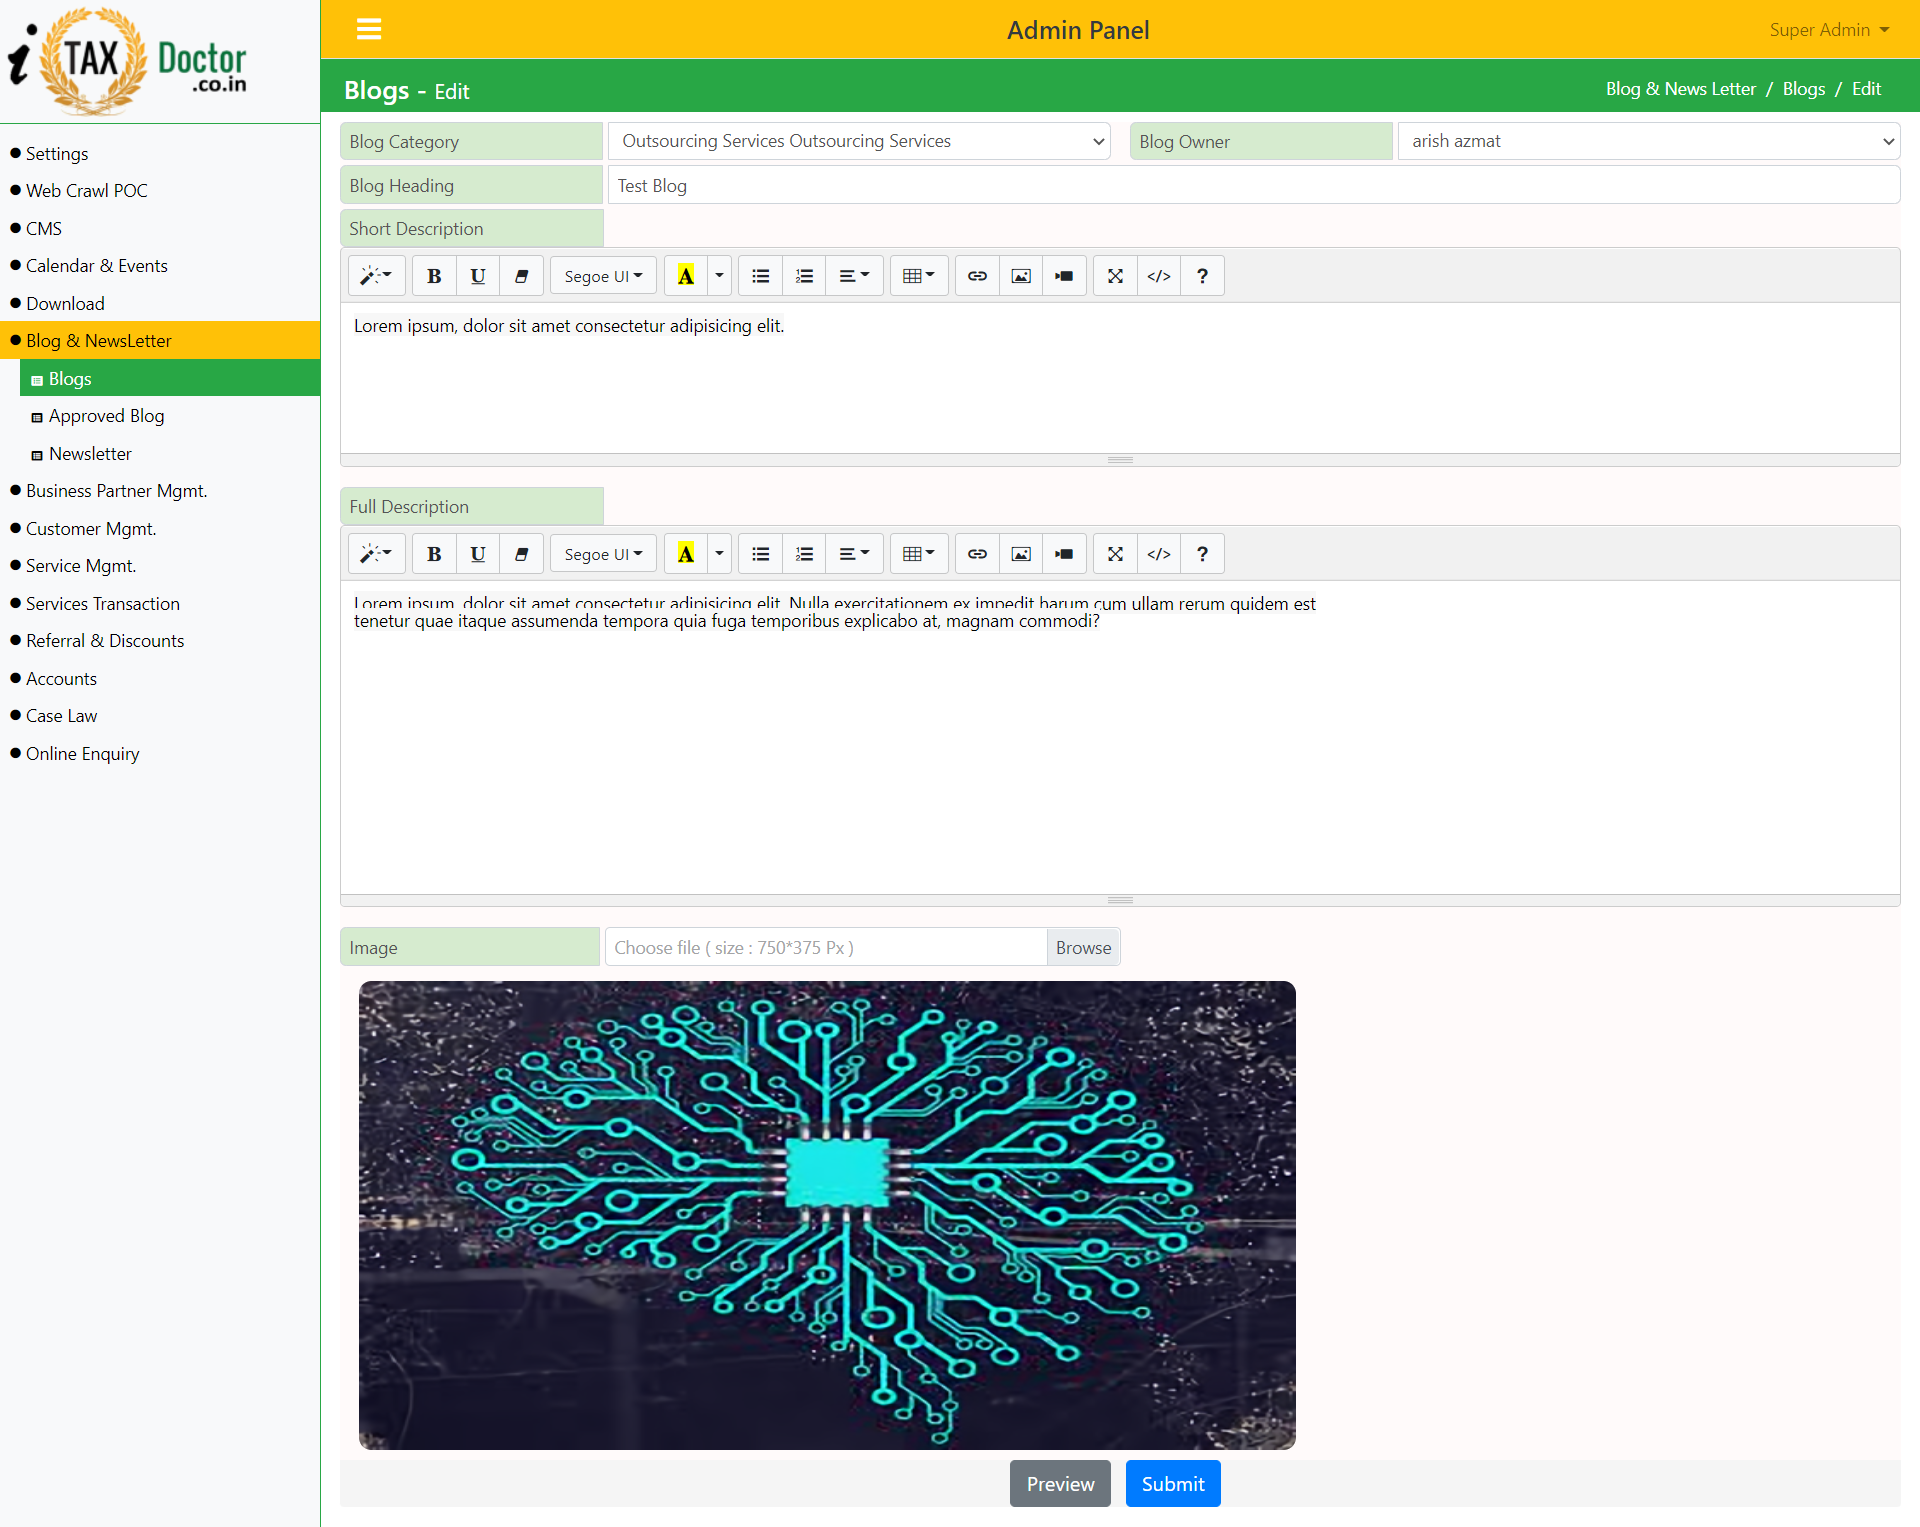 i TAX Doctor
.co.in
Admin Panel
Super Admin
Blogs - Edit
Blog & News Letter / Blogs / Edit
Settings
Web Crawl POC
CMS
Calendar & Events
Download
Blog & NewsLetter
Blogs
Approved Blog
Newsletter
Business Partner Mgmt.
Customer Mgmt.
Service Mgmt.
Services Transaction
Referral & Discounts
Accounts
Case Law
Online Enquiry
Blog Category
Outsourcing Services Outsourcing Services
Blog Owner
arish azmat
Blog Heading
Test Blog
Short Description
B U Segoe UI A </> ?
Lorem ipsum, dolor sit amet consectetur adipisicing elit.
Full Description
B U Segoe UI A </> ?
Lorem ipsum, dolor sit amet consectetur adipisicing elit. Nulla exercitationem ex impedit harum cum ullam rerum quidem est
tenetur quae itaque assumenda tempora quia fuga temporibus explicabo at, magnam commodi?
Image
Choose file ( size : 750*375 Px )
Browse
Preview
Submit